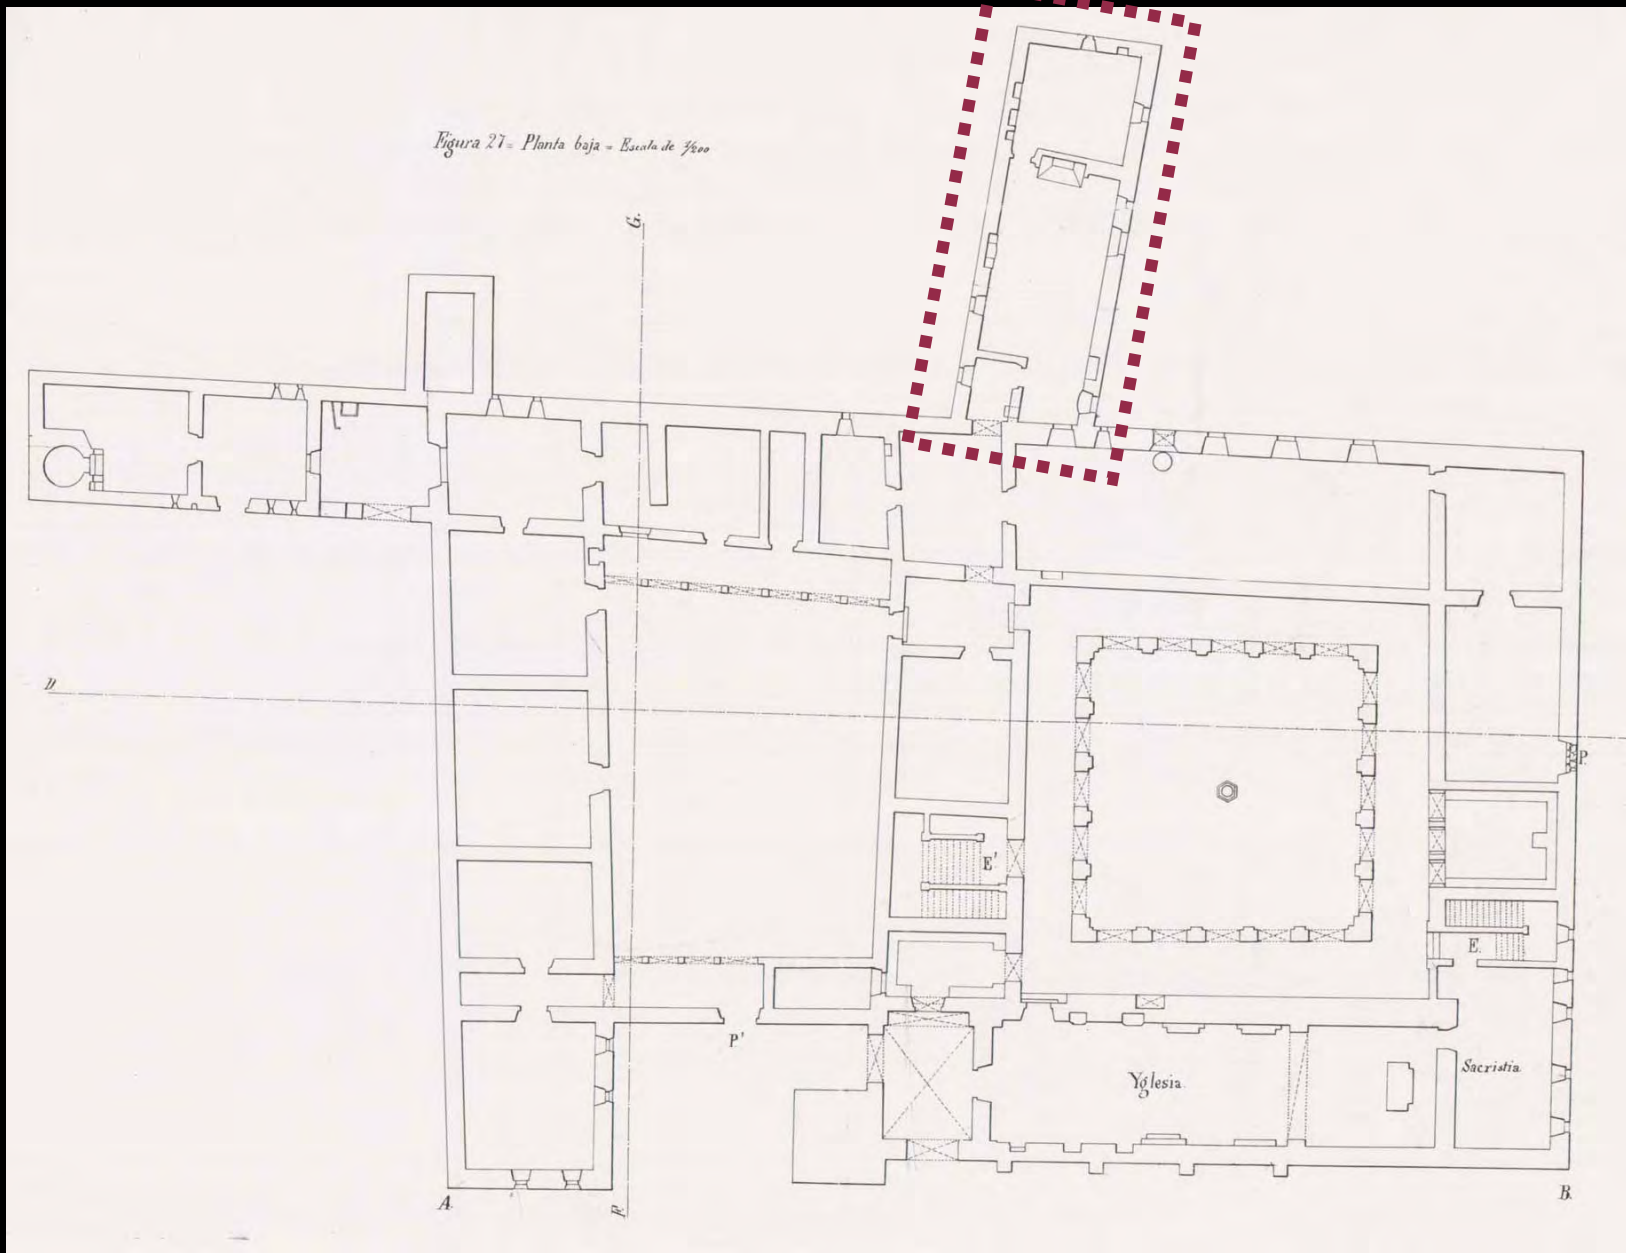 Figura 27= Planta baja = Escala de 1/200
G.
D
P.
E'
E.
P'
Yglesia
Sacristia
A.
F.
B.